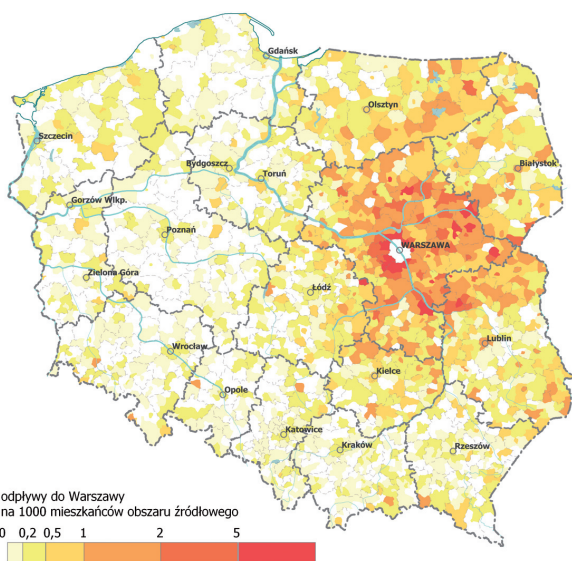 Gdańsk
Olsztyn
Szczecin
Bydgoszcz
Białystok
Toruń
Gorzów Wlkp.
Poznań
WARSZAWA
Zielona Góra
Łódź
Wrocław
Lublin
Kielce
Opole
Katowice
Kraków
Rzeszów
odpływy do Warszawy
na 1000 mieszkańców obszaru źródłowego
0 0,2 0,5 1 2 5